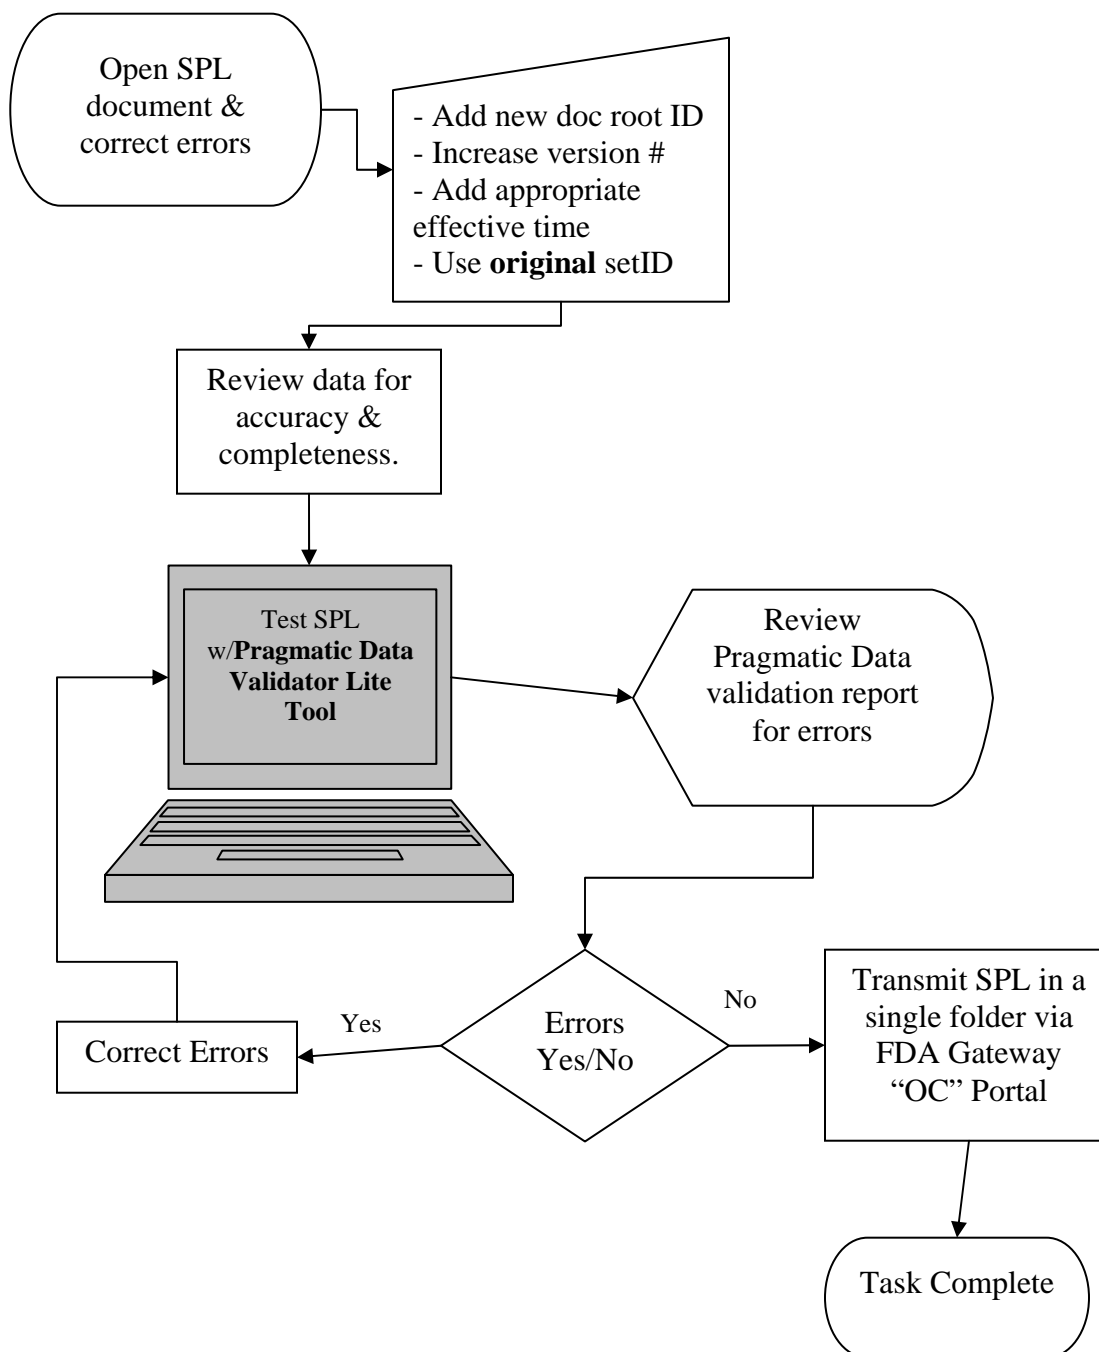 Open SPL
document &
correct errors
- Add new doc root ID
- Increase version #
- Add appropriate
effective time
- Use original setID
Review data for
accuracy &
completeness.
Test SPL
w/Pragmatic Data
Validator Lite
Tool
Review
Pragmatic Data
validation report
for errors
Errors
Yes/No
Yes
No
Correct Errors
Transmit SPL in a
single folder via
FDA Gateway
“OC” Portal
Task Complete